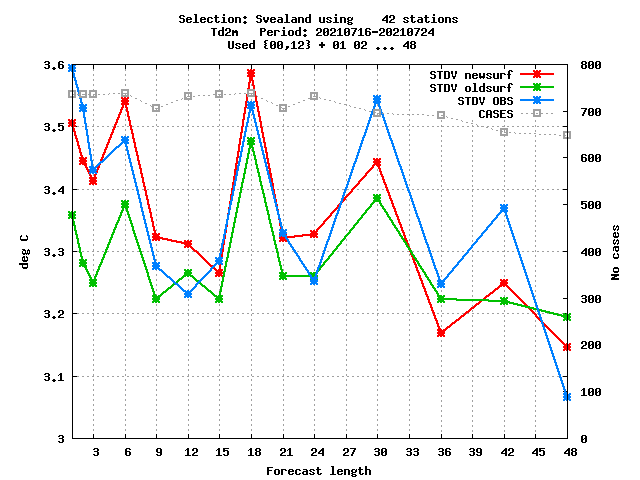 Selection: Svealand using    42 stations
Td2m   Period: 20210716-20210724
Used {00,12} + 01 02 ... 48
3,6
3,5
3,4
3,3
3,2
3,1
3
deg C
800
700
600
500
400
300
200
100
0
No cases
STDV newsurf
STDV oldsurf
STDV OBS
CASES
3 6 9 12 15 18 21 24 27 30 33 36 39 42 45 48
Forecast length